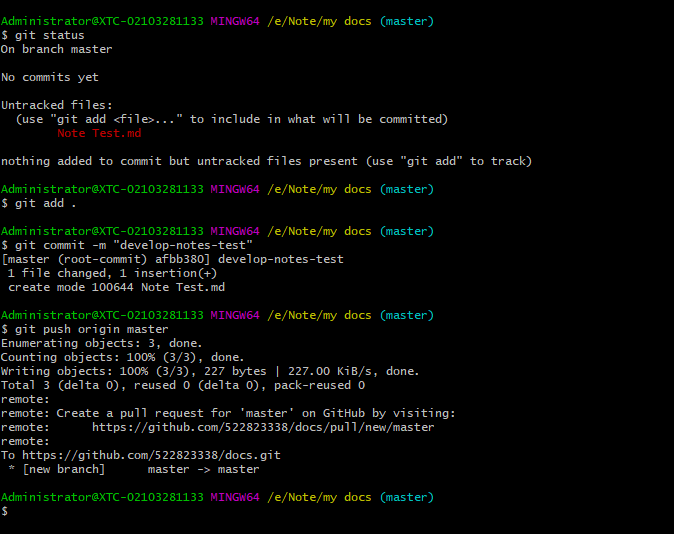 Administrator@XTC-02103281133 MINGW64 /e/Note/my docs (master)
$ git status
On branch master
No commits yet
Untracked files:
  (use "git add <file>..." to include in what will be committed)
        Note Test.md
nothing added to commit but untracked files present (use "git add" to track)
Administrator@XTC-02103281133 MINGW64 /e/Note/my docs (master)
$ git add .
Administrator@XTC-02103281133 MINGW64 /e/Note/my docs (master)
$ git commit -m "develop-notes-test"
[master (root-commit) afbb380] develop-notes-test
 1 file changed, 1 insertion(+)
 create mode 100644 Note Test.md
Administrator@XTC-02103281133 MINGW64 /e/Note/my docs (master)
$ git push origin master
Enumerating objects: 3, done.
Counting objects: 100% (3/3), done.
Writing objects: 100% (3/3), 227 bytes | 227.00 KiB/s, done.
Total 3 (delta 0), reused 0 (delta 0), pack-reused 0
remote:
remote: Create a pull request for 'master' on GitHub by visiting:
remote:      https://github.com/522823338/docs/pull/new/master
remote:
To https://github.com/522823338/docs.git
 * [new branch]      master -> master
Administrator@XTC-02103281133 MINGW64 /e/Note/my docs (master)
$